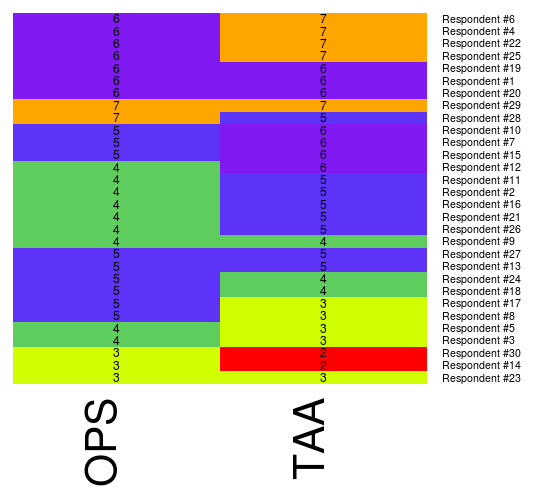 6 7 Respondent #6
6 7 Respondent #4
6 7 Respondent #22
6 7 Respondent #25
6 6 Respondent #19
6 6 Respondent #1
6 6 Respondent #20
7 7 Respondent #29
7 5 Respondent #28
5 6 Respondent #10
5 6 Respondent #7
5 6 Respondent #15
4 6 Respondent #12
4 5 Respondent #11
4 5 Respondent #2
4 5 Respondent #16
4 5 Respondent #21
4 5 Respondent #26
4 4 Respondent #9
5 5 Respondent #27
5 5 Respondent #13
5 4 Respondent #24
5 4 Respondent #18
5 3 Respondent #17
5 3 Respondent #8
4 3 Respondent #5
4 3 Respondent #3
3 2 Respondent #30
3 2 Respondent #14
3 3 Respondent #23
OPS TAA